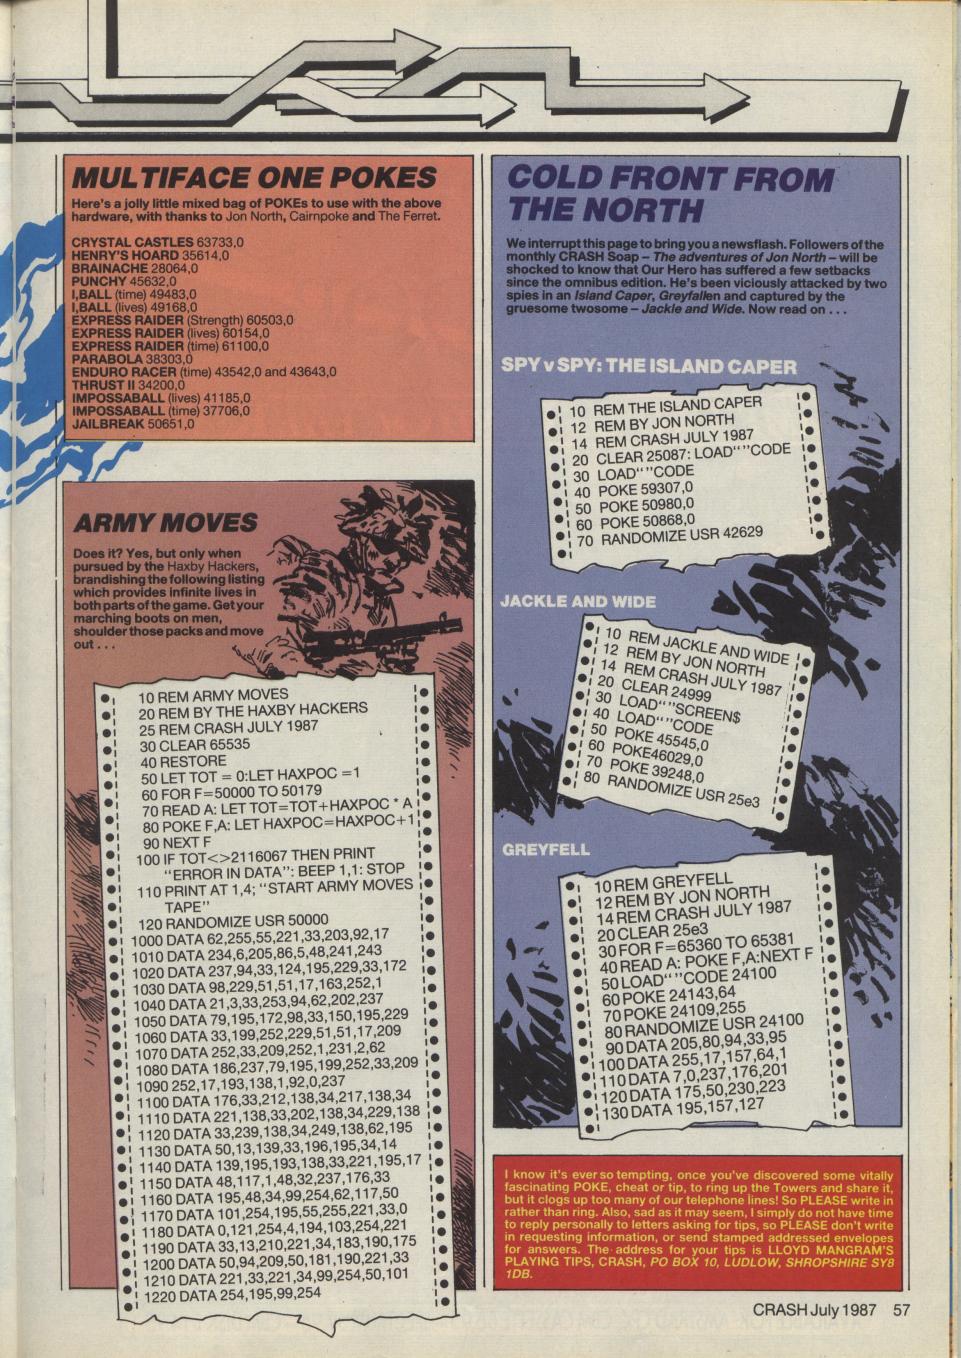 MULTIFACE ONE POKES
Here's a jolly little mixed bag of POKEs to use with the above
hardware, with thanks to Jon North, Cairnpoke and The Ferret.
CRYSTAL CASTLES 63733,0
HENRY'S HOARD 35614,0
BRAINACHE 28064,0
PUNCHY 45632,0
I,BALL (time) 49483,0
I,BALL (lives) 49168,0
EXPRESS RAIDER (Strength) 60503,0
EXPRESS RAIDER (lives) 60154,0
EXPRESS RAIDER (time) 61100,0
PARABOLA 38303,0
ENDURO RACER (time) 43542,0 and 43643,0
THRUST II 34200,0
IMPOSSABALL (lives) 41185,0
IMPOSSABALL (time) 37706,0
JAILBREAK 50651,0
ARMY MOVES
Does it? Yes, but only when
pursued by the Haxby Hackers,
brandishing the following listing
which provides infinite lives in
both parts of the game. Get your
marching boots on men,
shoulder those packs and move
out . . .
10 REM ARMY MOVES
20 REM BY THE HAXBY HACKERS
25 REM CRASH JULY 1987
30 CLEAR 65535
40 RESTORE
50 LET TOT = 0:LET HAXPOC =1
60 FOR F=50000 TO 50179
70 READ A: LET TOT=TOT+HAXPOC * A
80 POKE F,A: LET HAXPOC=HAXPOC+1
90 NEXT F
100 IF TOT<>2116067 THEN PRINT
"ERROR IN DATA": BEEP 1,1: STOP
110 PRINT AT 1,4; "START ARMY MOVES
TAPE"
120 RANDOMIZE USR 50000
1000 DATA 62,255,55,221,33,203,92,17
1010 DATA 234,6,205,86,5,48,241,243
1020 DATA 237,94,33,124,195,229,33,172
1030 DATA 98,229,51,51,17,163,252,1
1040 DATA 21,3,33,253,94,62,202,237
1050 DATA 79,195,172,98,33,150,195,229
1060 DATA 33,199,252,229,51,51,17,209
1070 DATA 252,33,209,252,1,231,2,62
1080 DATA 186,237,79,195,199,252,33,209
1090 252,17,193,138,1,92,0,237
1100 DATA 176,33,212,138,34,217,138,34
1110 DATA 221,138,33,202,138,34,229,138
1120 DATA 33,239,138,34,249,138,62,195
1130 DATA 50,13,139,33,196,195,34,14
1140 DATA 139,195,193,138,33,221,195,17
1150 DATA 48,117,1,48,32,237,176,33
1160 DATA 195,48,34,99,254,62,117,50
1170 DATA 101,254,195,55,255,221,33,0
1180 DATA 0,121,254,4,194,103,254,221
1190 DATA 33,13,210,221,34,183,190,175
1200 DATA 50,94,209,50,181,190,221,33
1210 DATA 221,33,221,34,99,254,50,101
1220 DATA 254,195,99,254
COLD FRONT FROM
THE NORTH
We interrupt this page to bring you a newsflash. Followers of the
monthly CRASH Soap – The adventures of Jon North – will be
shocked to know that Our Hero has suffered a few setbacks
since the omnibus edition. He's been viciously attacked by two
spies in an Island Caper, Greyfallen and captured by the
gruesome twosome – Jackle and Wide. Now read on . . .
SPY v SPY: THE ISLAND CAPER
10 REM THE ISLAND CAPER
12 REM BY JON NORTH
14 REM CRASH JULY 1987
20 CLEAR 25087: LOAD" "CODE
30 LOAD" "CODE
40 POKE 59307,0
50 POKE 50980,0
60 POKE 50868,0
70 RANDOMIZE USR 42629
JACKLE AND WIDE
10 REM JACKLE AND WIDE
12 REM BY JON NORTH
14 REM CRASH JULY 1987
20 CLEAR 24999
30 LOAD" "SCREEN$
40 LOAD" "CODE
50 POKE 45545,0
60 POKE46029,0
70 POKE 39248,0
80 RANDOMIZE USR 25e3
GREYFELL
10 REM GREYFELL
12 REM BY JON NORTH
14 REM CRASH JULY 1987
20 CLEAR 25e3
30 FOR F=65360 TO 65381
40 READ A: POKE F,A:NEXT F
50 LOAD" "CODE 24100
60 POKE 24143,64
70 POKE 24109,255
80 RANDOMIZE USR 24100
90 DATA 205,80,94,33,95
100 DATA 255,17,157,64,1
110 DATA 7,0,237,176,201
120 DATA 175,50,230,223
130 DATA 195,157,127
I know it's ever so tempting, once you've discovered some vitally
fascinating POKE, cheat or tip, to ring up the Towers and share it,
but it clogs up too many of our telephone lines! So PLEASE write in
rather than ring. Also, sad as it may seem, I simply do not have time
to reply personally to letters asking for tips, so PLEASE don't write
in requesting information, or send stamped addressed envelopes
for answers. The address for your tips is LLOYD MANGRAM'S
PLAYING TIPS, CRASH, PO BOX 10, LUDLOW, SHROPSHIRE SY8
1DB.
CRASH July 1987 57